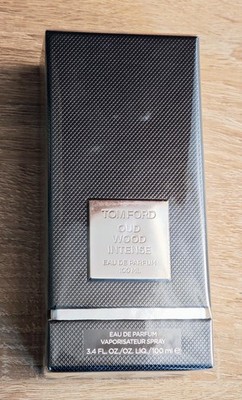 TOM FORD
OUD
WOOD
INTENSE
EAU DE PARFUM
100 ML
EAU DE PARFUM
VAPORISATEUR SPRAY
3.4 FL.OZ./OZ. LIQ./100 ml ℮